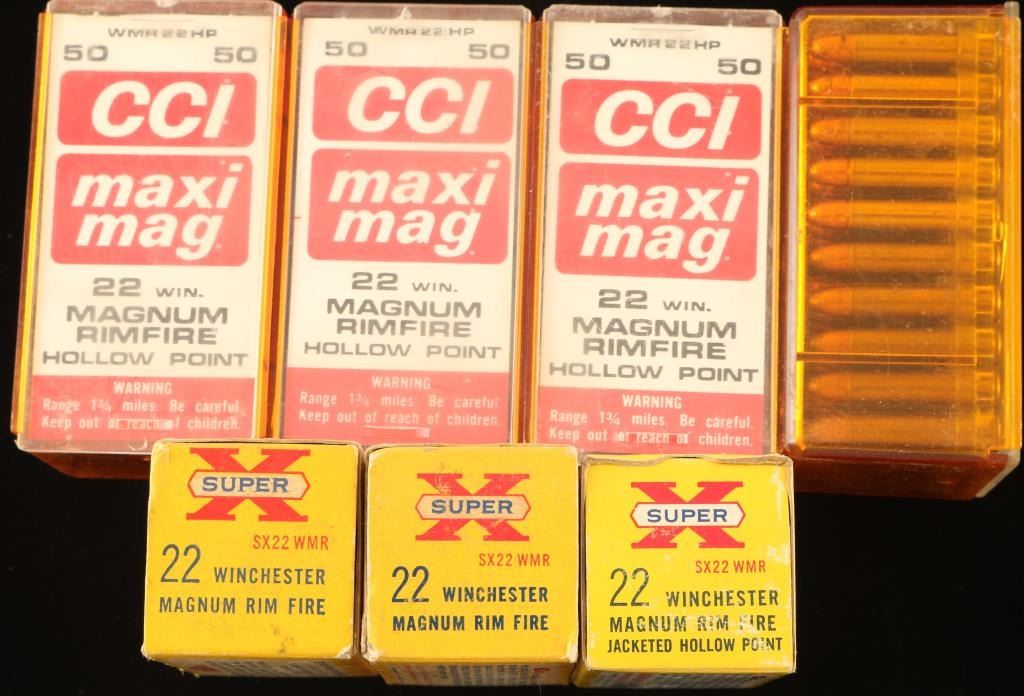 WMR 22 HP
50 50
CCI
maxi
mag
22 WIN.
MAGNUM
RIMFIRE
HOLLOW POINT
WARNING
Range 1¾ miles. Be careful.
Keep out of reach of children.
WMR 22 HP
50 50
CCI
maxi
mag
22 WIN.
MAGNUM
RIMFIRE
HOLLOW POINT
WARNING
Range 1¾ miles. Be careful.
Keep out of reach of children.
WMR 22 HP
50 50
CCI
maxi
mag
22 WIN.
MAGNUM
RIMFIRE
HOLLOW POINT
WARNING
Range 1¾ miles. Be careful.
Keep out of reach of children.
SUPER X
SX22 WMR
22 WINCHESTER
MAGNUM RIM FIRE
SUPER X
SX22 WMR
22 WINCHESTER
MAGNUM RIM FIRE
SUPER X
SX22 WMR
22 WINCHESTER
MAGNUM RIM FIRE
JACKETED HOLLOW POINT